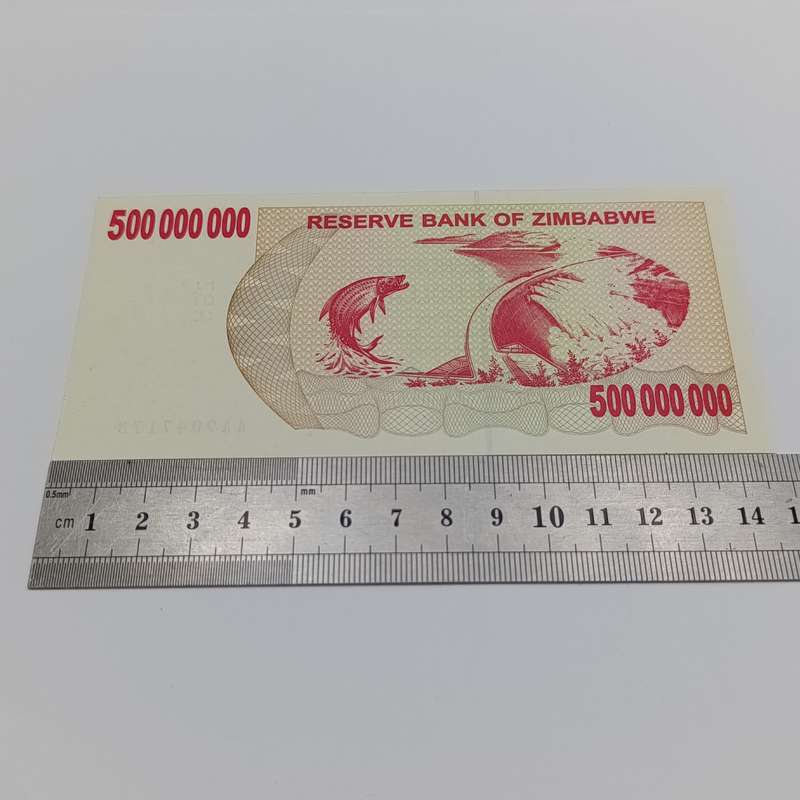 500 000 000
RESERVE BANK OF ZIMBABWE
500 000 000
0.5mm
mm
cm 1 2 3 4 5 6 7 8 9 10 11 12 13 14